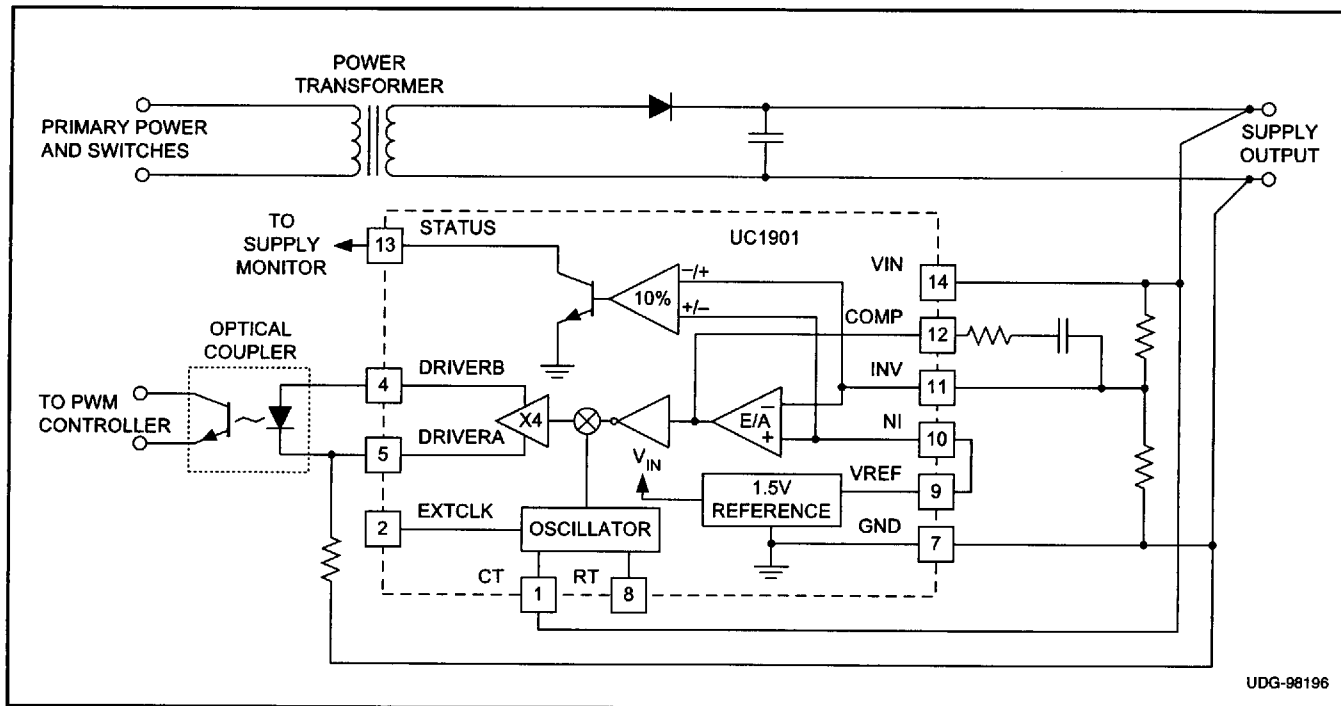 POWER
TRANSFORMER
PRIMARY POWER
AND SWITCHES
SUPPLY
OUTPUT
TO
SUPPLY
MONITOR
13
STATUS
UC1901
VIN
14
10%
–/+
+/–
COMP
12
OPTICAL
COUPLER
INV
11
4
DRIVERB
TO PWM
CONTROLLER
X4
E/A
–
+
NI
10
5
DRIVERA
VIN
VREF
9
1.5V
REFERENCE
2
EXTCLK
OSCILLATOR
GND
7
CT
1
RT
8
UDG-98196